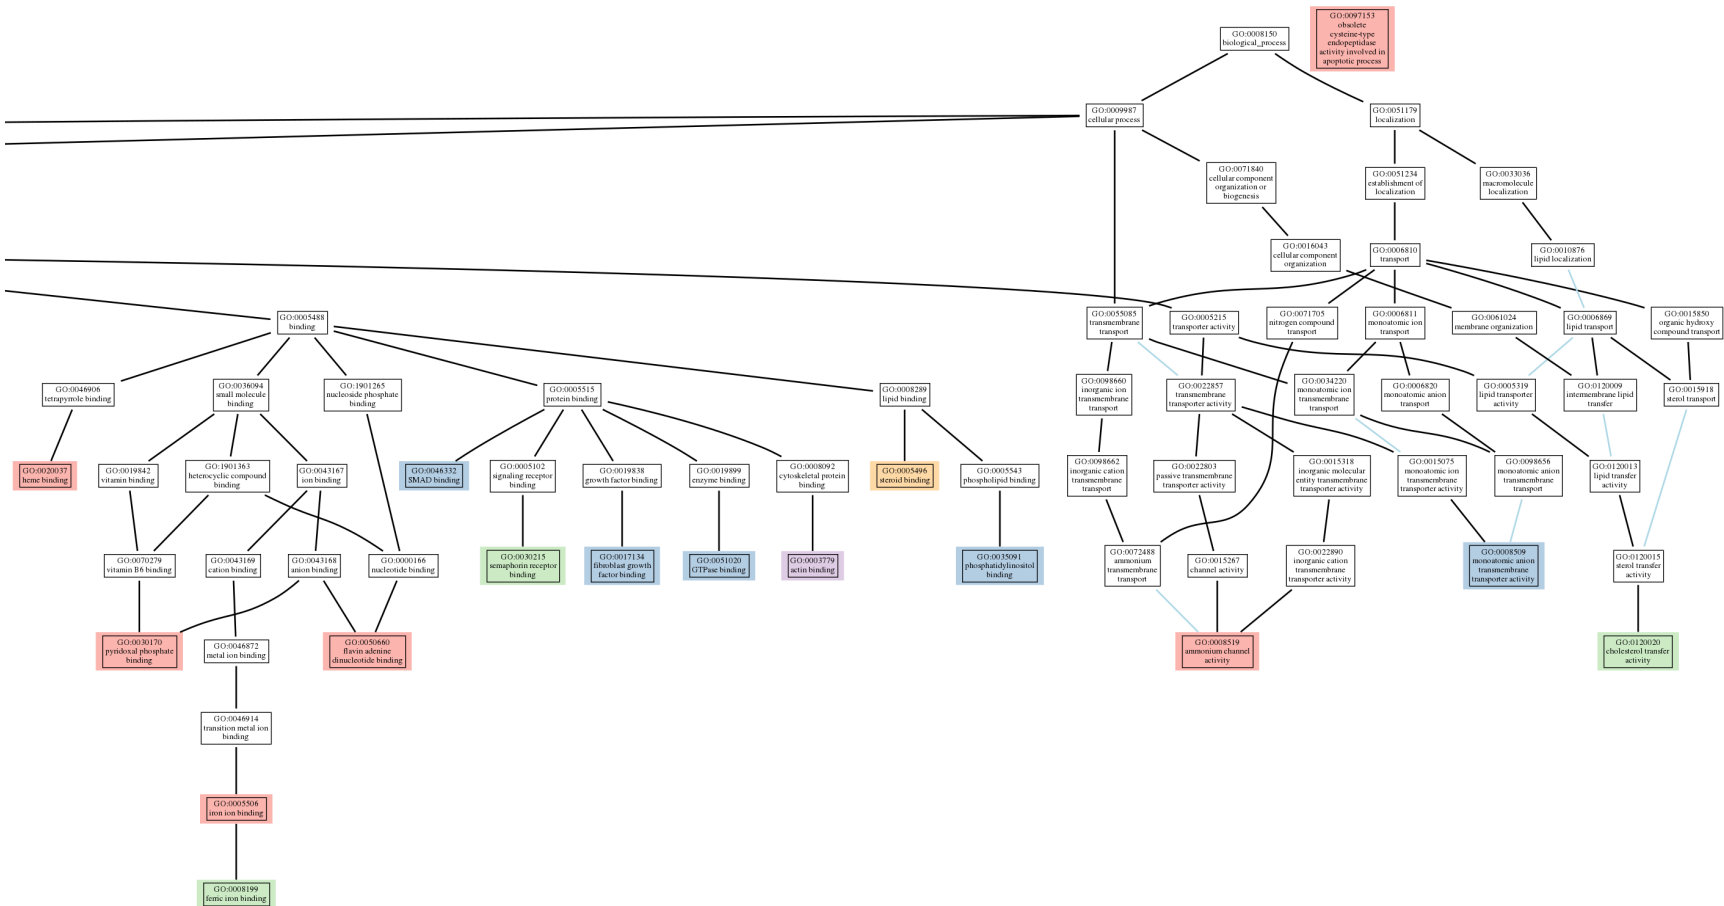 GO:0097153
obsolete
cysteine-type
endopeptidase
activity involved in
apoptotic process
GO:0008150
biological_process
GO:0009987
cellular process
GO:0051179
localization
GO:0071840
cellular component
organization or
biogenesis
GO:0051234
establishment of
localization
GO:0033036
macromolecule
localization
GO:0016043
cellular component
organization
GO:0006810
transport
GO:0010876
lipid localization
GO:0005488
binding
GO:0055085
transmembrane
transport
GO:0005215
transporter activity
GO:0071705
nitrogen compound
transport
GO:0006811
monoatomic ion
transport
GO:0061024
membrane organization
GO:0006869
lipid transport
GO:0015850
organic hydroxy
compound transport
GO:0046906
tetrapyrrole binding
GO:0036094
small molecule
binding
GO:1901265
nucleoside phosphate
binding
GO:0005515
protein binding
GO:0008289
lipid binding
GO:0098660
inorganic ion
transmembrane
transport
GO:0022857
transmembrane
transporter activity
GO:0034220
monoatomic ion
transmembrane
transport
GO:0006820
monoatomic anion
transport
GO:0005319
lipid transporter
activity
GO:0120009
intermembrane lipid
transfer
GO:0015918
sterol transport
GO:0020037
heme binding
GO:0019842
vitamin binding
GO:1901363
heterocyclic compound
binding
GO:0043167
ion binding
GO:0046332
SMAD binding
GO:0005102
signaling receptor
binding
GO:0019838
growth factor binding
GO:0019899
enzyme binding
GO:0008092
cytoskeletal protein
binding
GO:0005496
steroid binding
GO:0005543
phospholipid binding
GO:0098662
inorganic cation
transmembrane
transport
GO:0022803
passive transmembrane
transporter activity
GO:0015318
inorganic molecular
entity transmembrane
transporter activity
GO:0015075
monoatomic ion
transmembrane
transporter activity
GO:0098656
monoatomic anion
transmembrane
transport
GO:0120013
lipid transfer
activity
GO:0070279
vitamin B6 binding
GO:0043169
cation binding
GO:0043168
anion binding
GO:0000166
nucleotide binding
GO:0030215
semaphorin receptor
binding
GO:0017134
fibroblast growth
factor binding
GO:0051020
GTPase binding
GO:0003779
actin binding
GO:0035091
phosphatidylinositol
binding
GO:0072488
ammonium
transmembrane
transport
GO:0015267
channel activity
GO:0022890
inorganic cation
transmembrane
transporter activity
GO:0008509
monoatomic anion
transmembrane
transporter activity
GO:0120015
sterol transfer
activity
GO:0030170
pyridoxal phosphate
binding
GO:0046872
metal ion binding
GO:0050660
flavin adenine
dinucleotide binding
GO:0008519
ammonium channel
activity
GO:0120020
cholesterol transfer
activity
GO:0046914
transition metal ion
binding
GO:0005506
iron ion binding
GO:0008199
ferric iron binding